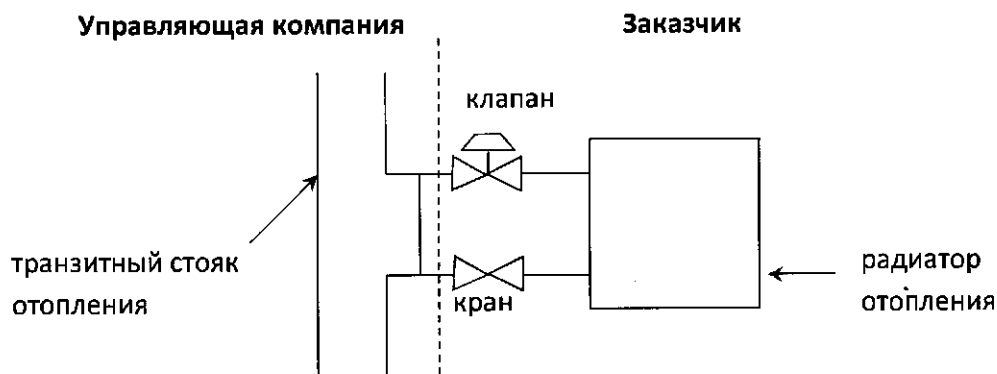 Управляющая компания
Заказчик
клапан
транзитный стояк
отопления
кран
радиатор
отопления